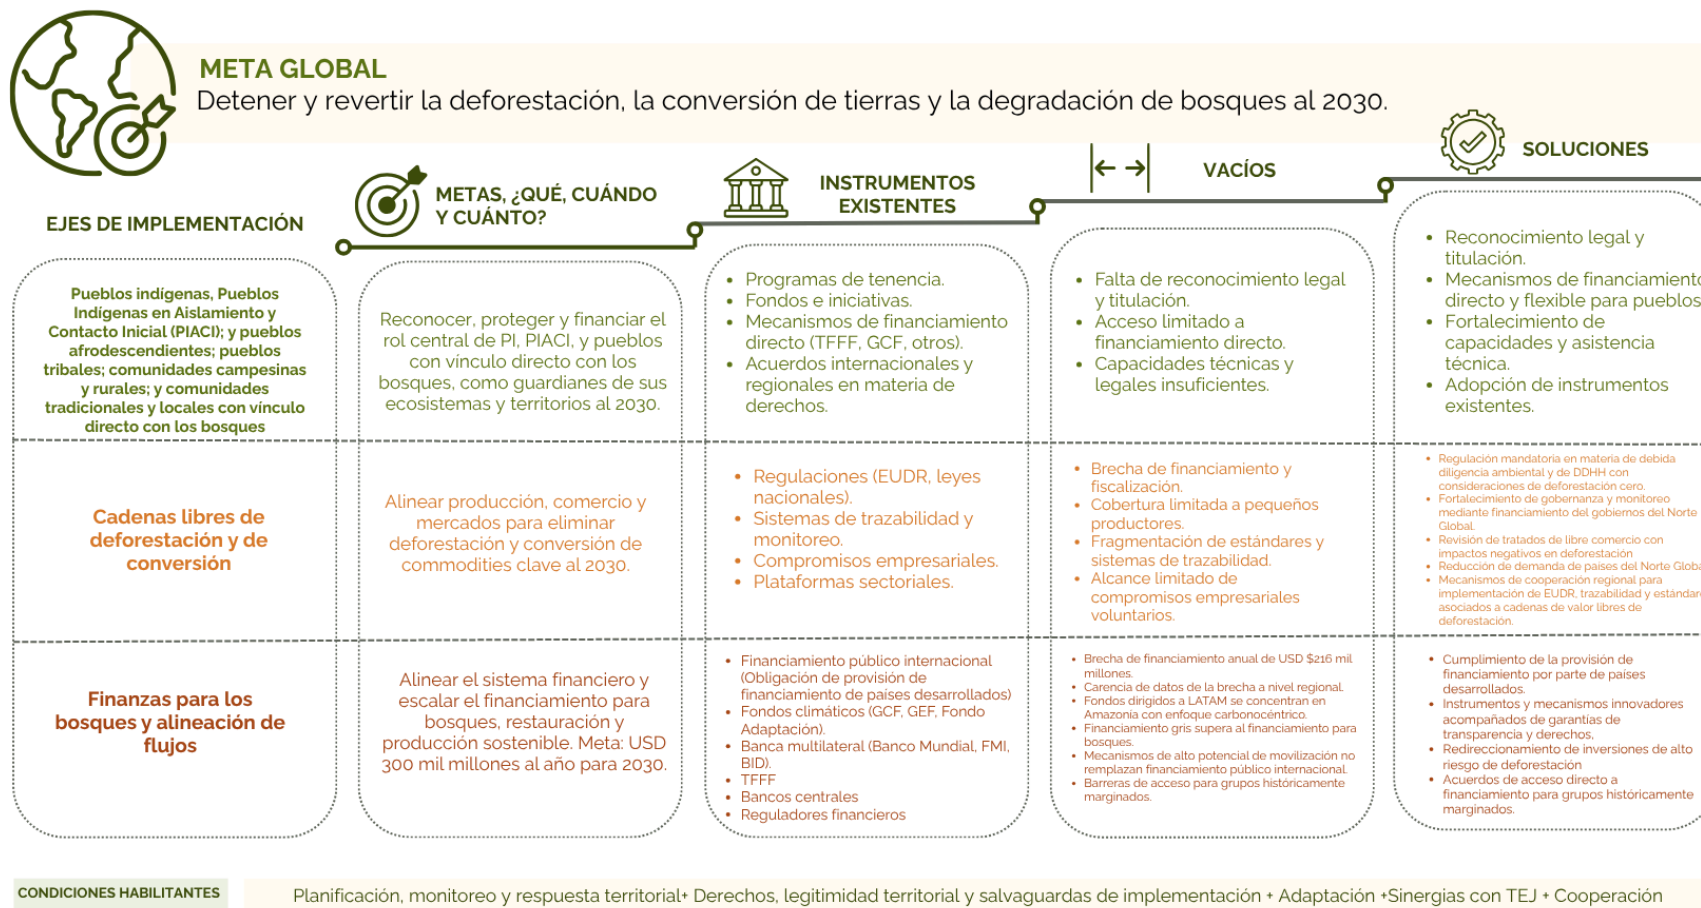 META GLOBAL
Detener y revertir la deforestación, la conversión de tierras y la degradación de bosques al 2030.
EJES DE IMPLEMENTACIÓN
METAS, ¿QUÉ, CUÁNDO
Y CUÁNTO?
INSTRUMENTOS
EXISTENTES
VACÍOS
SOLUCIONES
Pueblos indígenas, Pueblos
Indígenas en Aislamiento y
Contacto Inicial (PIACI); y pueblos
afrodescendientes; pueblos
tribales; comunidades campesinas
y rurales; y comunidades
tradicionales y locales con vínculo
directo con los bosques
Reconocer, proteger y financiar el
rol central de PI, PIACI, y pueblos
con vínculo directo con los
bosques, como guardianes de sus
ecosistemas y territorios al 2030.
• Programas de tenencia.
• Fondos e iniciativas.
• Mecanismos de financiamiento
directo (TFFF, GCF, otros).
• Acuerdos internacionales y
regionales en materia de
derechos.
• Falta de reconocimiento legal
y titulación.
• Acceso limitado a
financiamiento directo.
• Capacidades técnicas y
legales insuficientes.
• Reconocimiento legal y
titulación.
• Mecanismos de financiamiento
directo y flexible para pueblos
• Fortalecimiento de
capacidades y asistencia
técnica.
• Adopción de instrumentos
existentes.
Cadenas libres de
deforestación y de
conversión
Alinear producción, comercio y
mercados para eliminar
deforestación y conversión de
commodities clave al 2030.
• Regulaciones (EUDR, leyes
nacionales).
• Sistemas de trazabilidad y
monitoreo.
• Compromisos empresariales.
• Plataformas sectoriales.
• Brecha de financiamiento y
fiscalización.
• Cobertura limitada a pequeños
productores.
• Fragmentación de estándares y
sistemas de trazabilidad.
• Alcance limitado de
compromisos empresariales
voluntarios.
• Regulación mandatoria en materia de debida
diligencia ambiental y de DDHH con
consideraciones de deforestación cero.
• Fortalecimiento de gobernanza y monitoreo
mediante financiamiento del gobiernos del Norte
Global.
• Revisión de tratados de libre comercio con
impactos negativos en deforestación
• Reducción de demanda de países del Norte Global
• Mecanismos de cooperación regional para
implementación de EUDR, trazabilidad y estándare
asociados a cadenas de valor libres de
deforestación.
Finanzas para los
bosques y alineación de
flujos
Alinear el sistema financiero y
escalar el financiamiento para
bosques, restauración y
producción sostenible. Meta: USD
300 mil millones al año para 2030.
• Financiamiento público internacional
(Obligación de provisión de
financiamiento de países desarrollados)
• Fondos climáticos (GCF, GEF, Fondo
Adaptación).
• Banca multilateral (Banco Mundial, FMI,
BID).
• TFFF
• Bancos centrales
• Reguladores financieros
• Brecha de financiamiento anual de USD $216 mil
millones.
• Carencia de datos de la brecha a nivel regional.
• Fondos dirigidos a LATAM se concentran en
Amazonía con enfoque carbonocéntrico.
• Financiamiento gris supera al financiamiento para
bosques.
• Mecanismos de alto potencial de movilización no
remplazan financiamiento público internacional.
• Barreras de acceso para grupos históricamente
marginados.
• Cumplimiento de la provisión de
financiamiento por parte de países
desarrollados.
• Instrumentos y mecanismos innovadores
acompañados de garantías de
transparencia y derechos,
• Redireccionamiento de inversiones de alto
riesgo de deforestación
• Acuerdos de acceso directo a
financiamiento para grupos históricamente
marginados.
CONDICIONES HABILITANTES
Planificación, monitoreo y respuesta territorial+ Derechos, legitimidad territorial y salvaguardas de implementación + Adaptación +Sinergias con TEJ + Cooperación